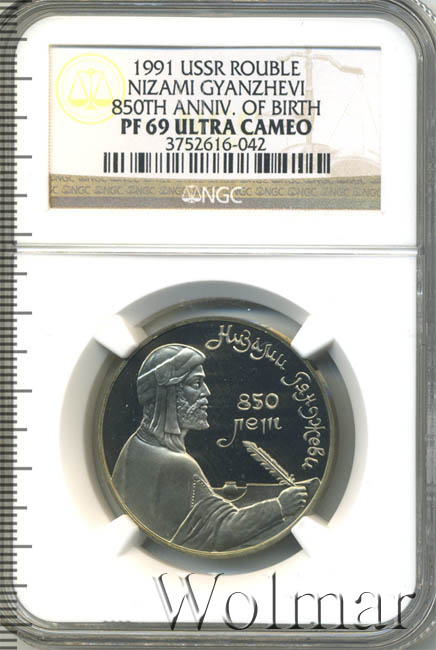 1991 USSR ROUBLE
NIZAMI GYANZHEVI
850TH ANNIV. OF BIRTH
PF 69 ULTRA CAMEO
3752616-042
NGC
Низами Гянджеви
850
лет
Wolmar